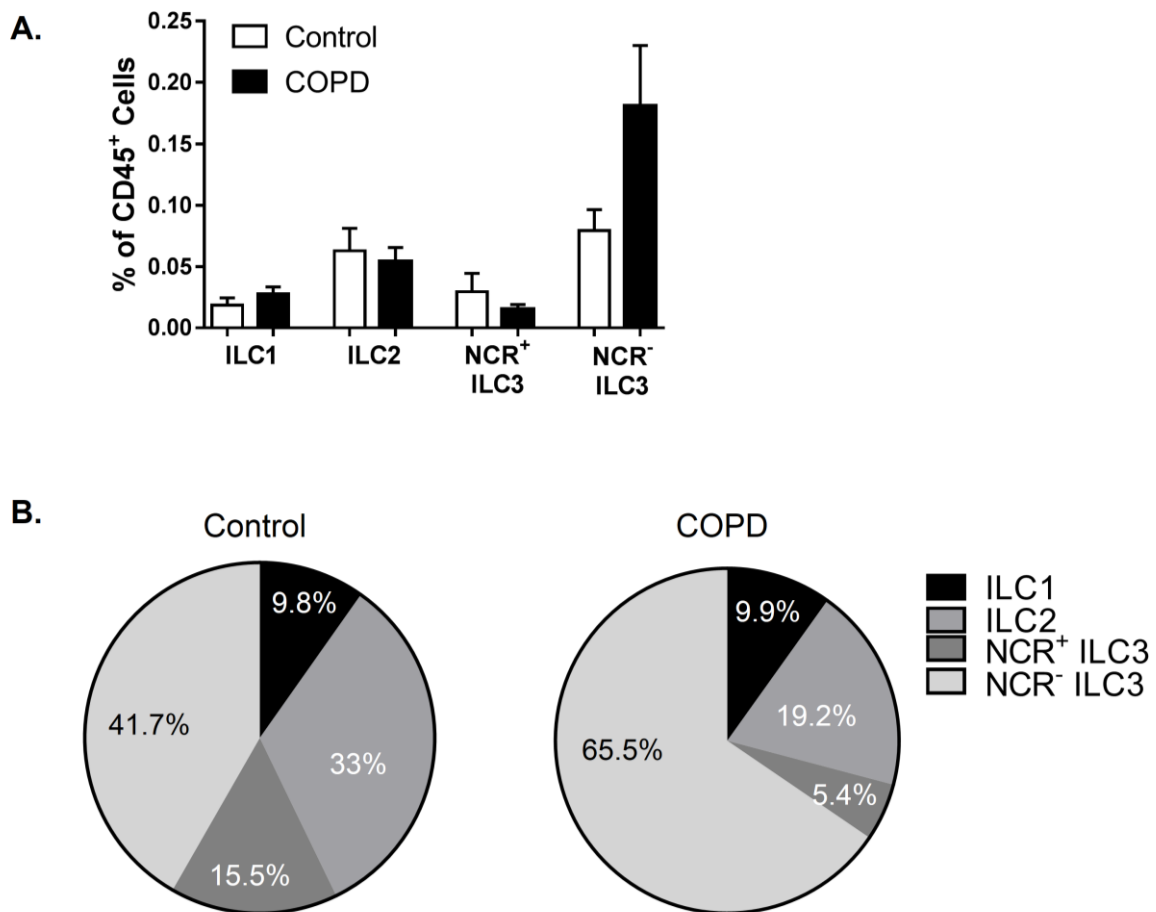 A.
% of CD45⁺ Cells
0.25
0.20
0.15
0.10
0.05
0.00
Control
COPD
ILC1
ILC2
NCR⁺
ILC3
NCR⁻
ILC3
B.
Control
9.8%
33%
15.5%
41.7%
COPD
9.9%
19.2%
5.4%
65.5%
ILC1
ILC2
NCR⁺ ILC3
NCR⁻ ILC3